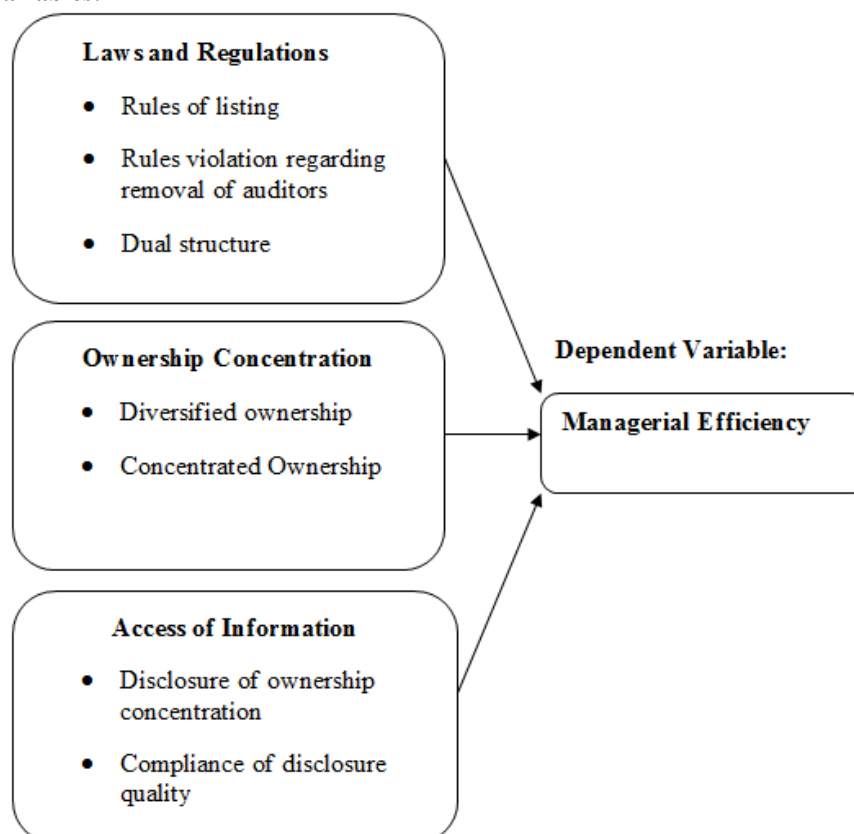 Laws and Regulations
Rules of listing
Rules violation regarding
removal of auditors
Dual structure
Ownership Concentration
Diversified ownership
Concentrated Ownership
Access of Information
Disclosure of ownership
concentration
Compliance of disclosure
quality
Dependent Variable:
Managerial Efficiency